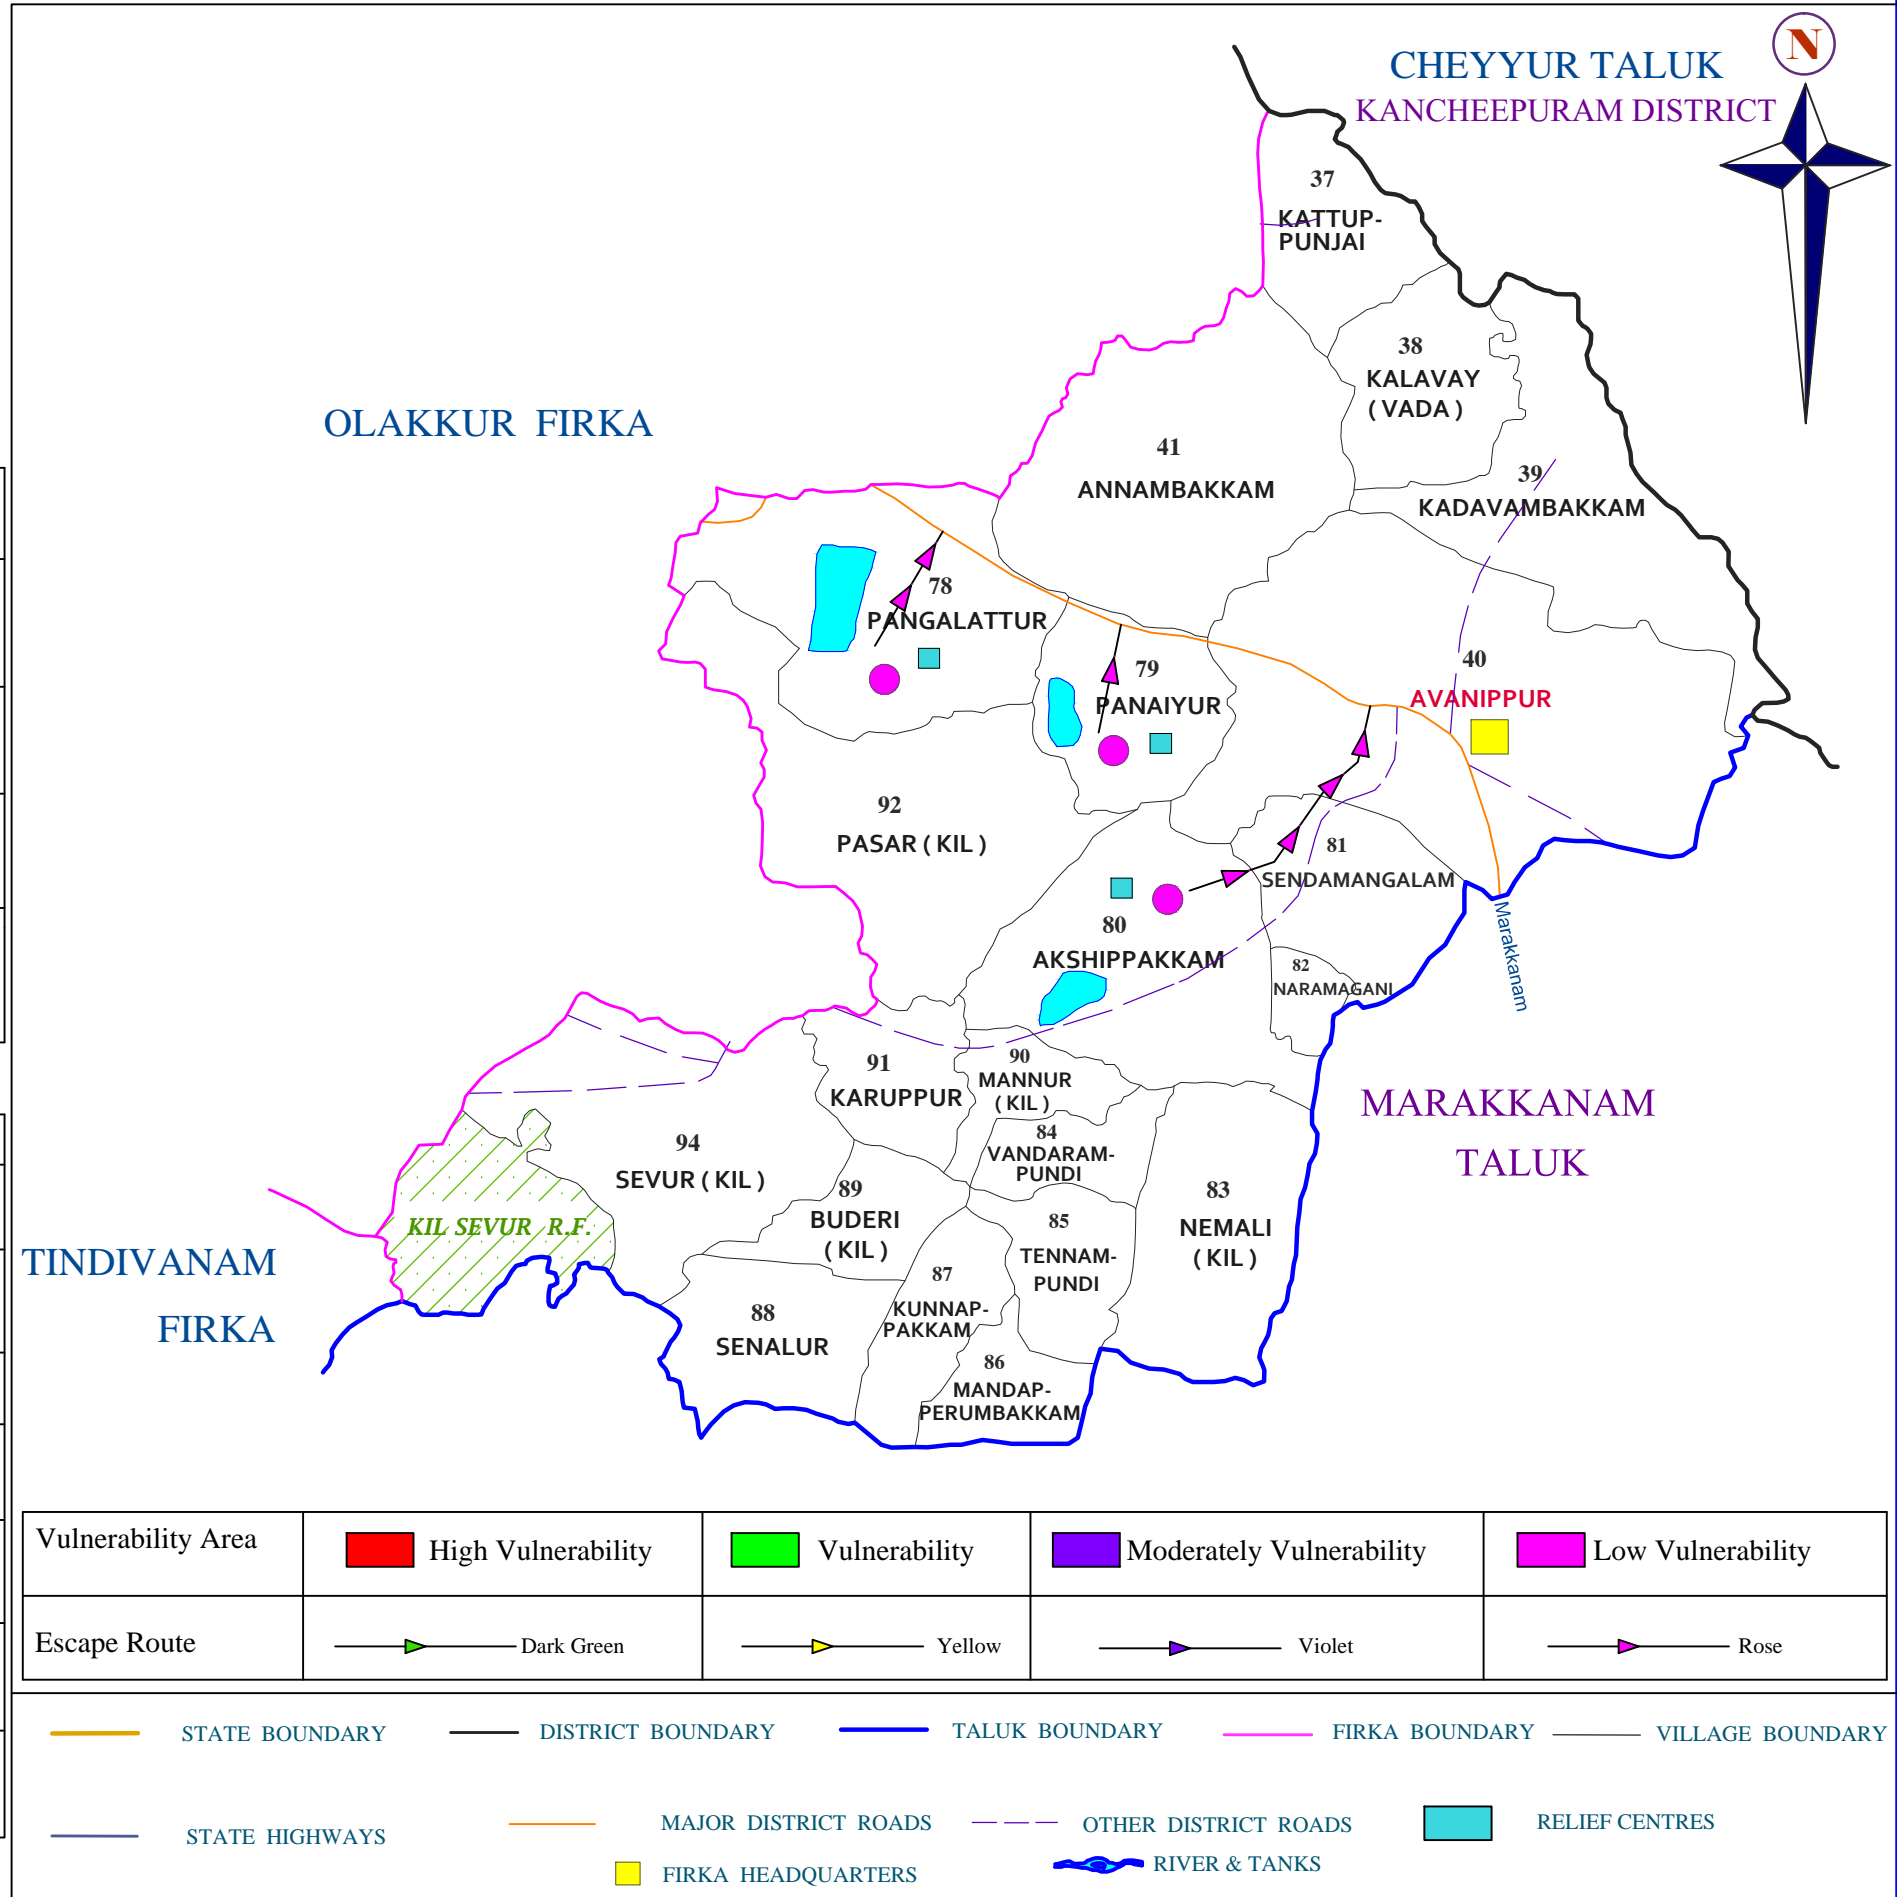 N
CHEYYUR TALUK
KANCHEEPURAM DISTRICT
37
KATTUP-
PUNJAI
38
KALAVAY
( VADA )
OLAKKUR FIRKA
41
ANNAMBAKKAM
39
KADAVAMBAKKAM
78
PANGALATTUR
79
PANAIYUR
40
AVANIPPUR
92
PASAR ( KIL )
81
SENDAMANGALAM
80
AKSHIPPAKKAM
82
NARAMAGANI
Marakkanam
91
KARUPPUR
90
MANNUR
( KIL )
MARAKKANAM
TALUK
94
SEVUR ( KIL )
84
VANDARAM-
PUNDI
89
BUDERI
( KIL )
83
NEMALI
( KIL )
KIL SEVUR R.F.
85
TENNAM-
PUNDI
TINDIVANAM
FIRKA
87
KUNNAP-
PAKKAM
88
SENALUR
86
MANDAP-
PERUMBAKKAM
Vulnerability Area
High Vulnerability
Vulnerability
Moderately Vulnerability
Low Vulnerability
Escape Route
Dark Green
Yellow
Violet
Rose
STATE BOUNDARY
DISTRICT BOUNDARY
TALUK BOUNDARY
FIRKA BOUNDARY
VILLAGE BOUNDARY
STATE HIGHWAYS
MAJOR DISTRICT ROADS
OTHER DISTRICT ROADS
RELIEF CENTRES
FIRKA HEADQUARTERS
RIVER & TANKS